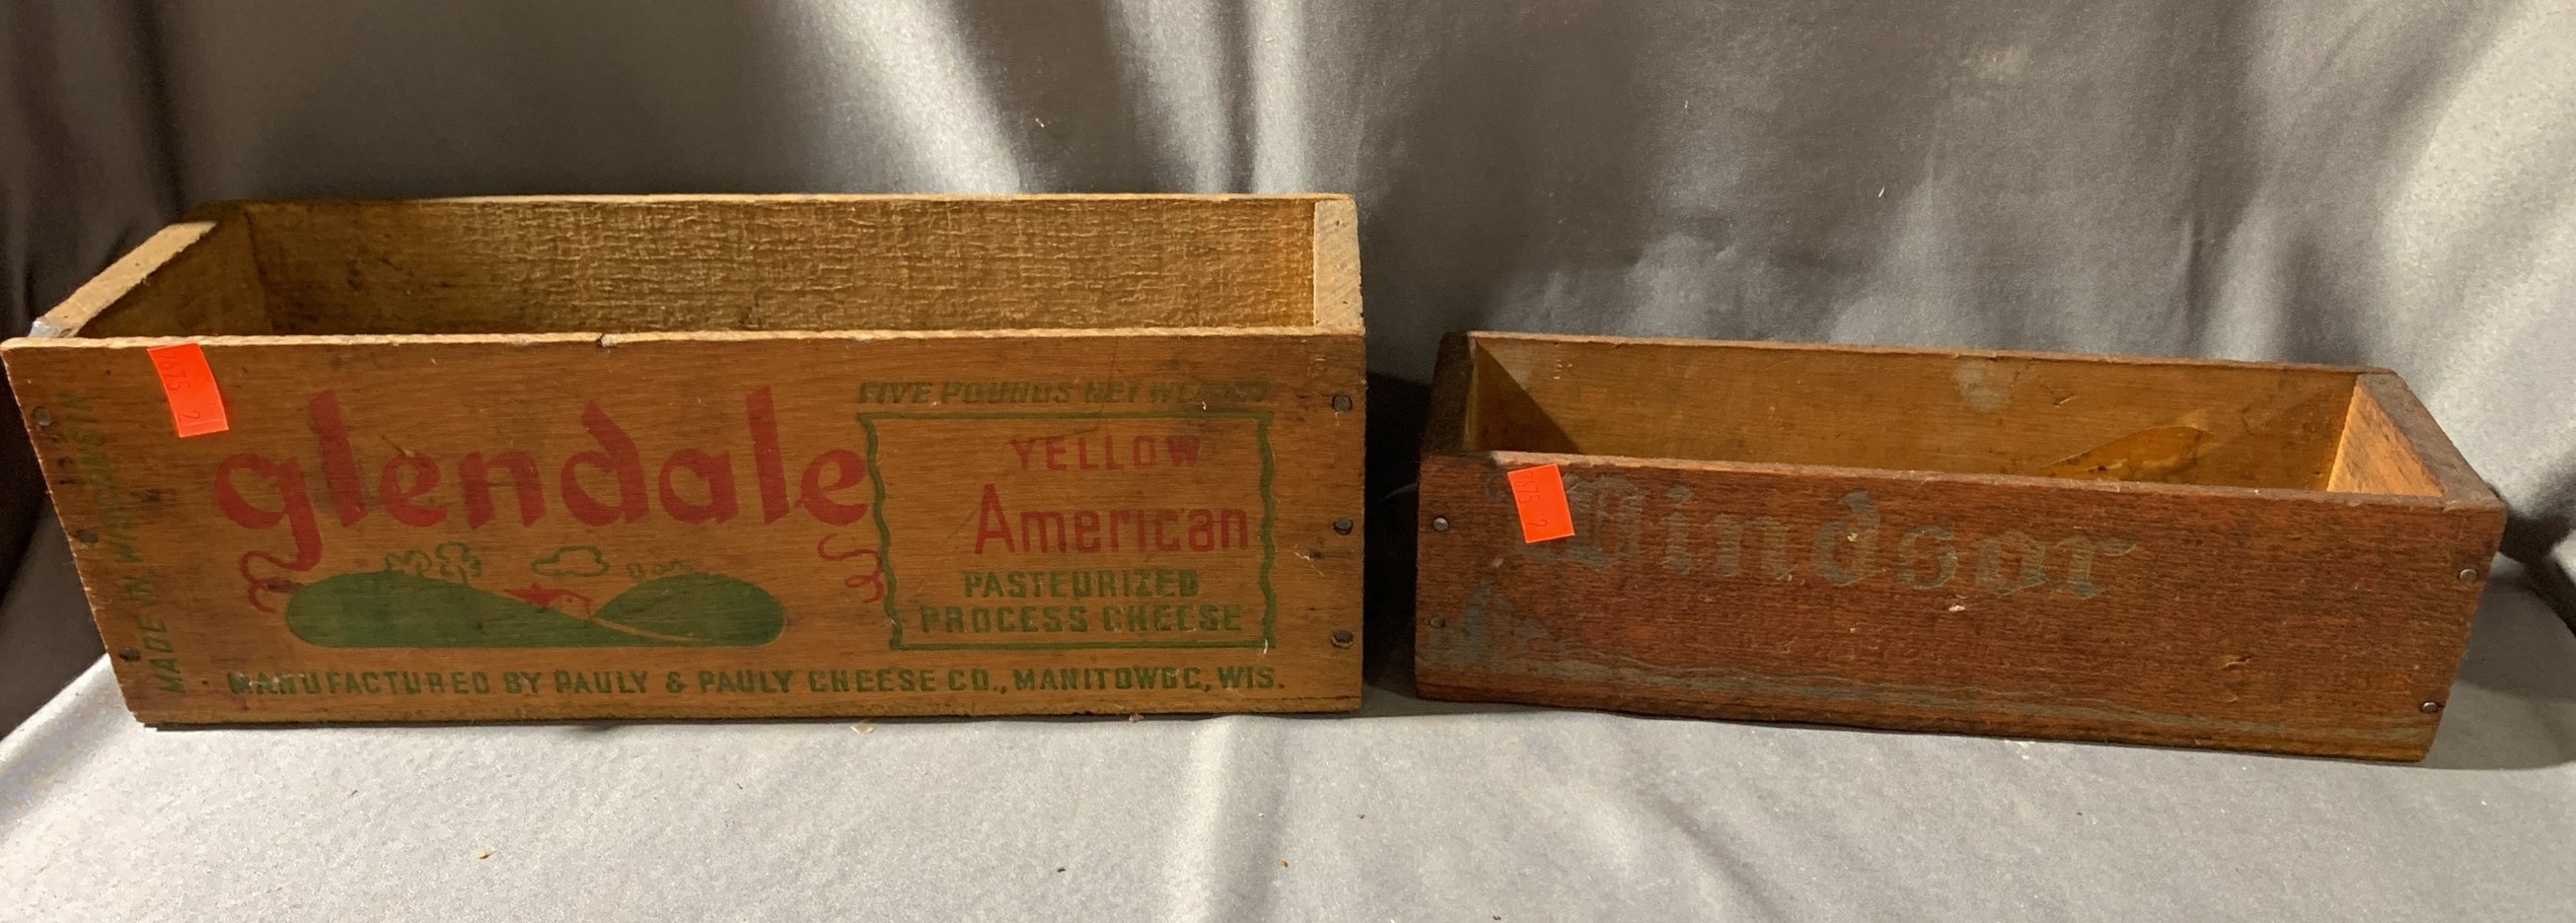 MADE IN WISCONSIN
glendale
FIVE POUNDS NET
YELLOW
American
PASTEURIZED
PROCESS CHEESE
MANUFACTURED BY PAULY & PAULY CHEESE CO., MANITOWOC, WIS.
Windsor